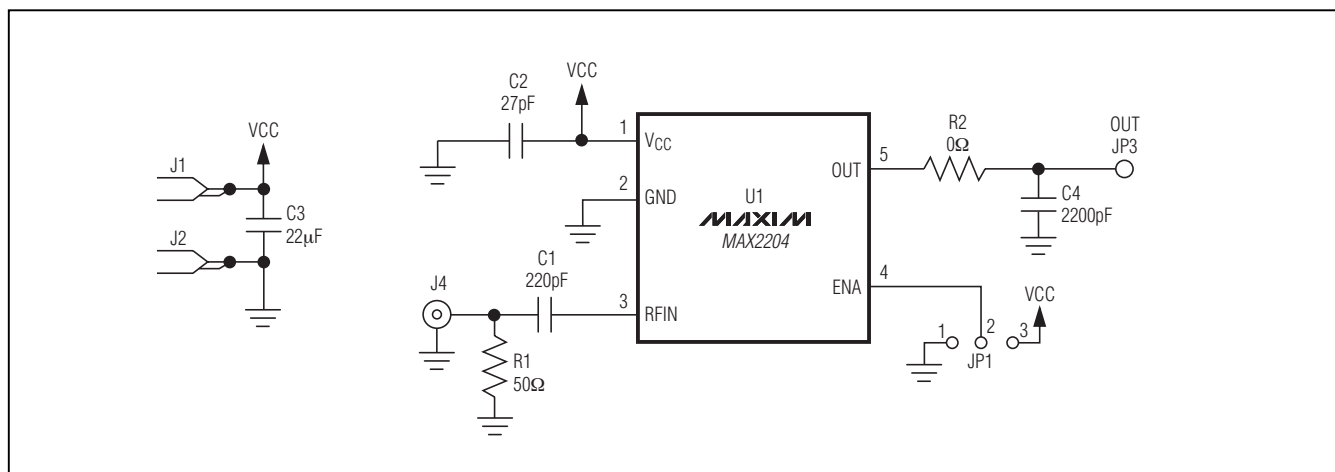 VCC
J1
C3
22μF
J2
C2
27pF
VCC
1
VCC
2
GND
J4
C1
220pF
3
RFIN
R1
50Ω
U1
MAXIM
MAX2204
OUT
5
R2
0Ω
OUT
JP3
C4
2200pF
ENA
4
VCC
1
2
3
JP1